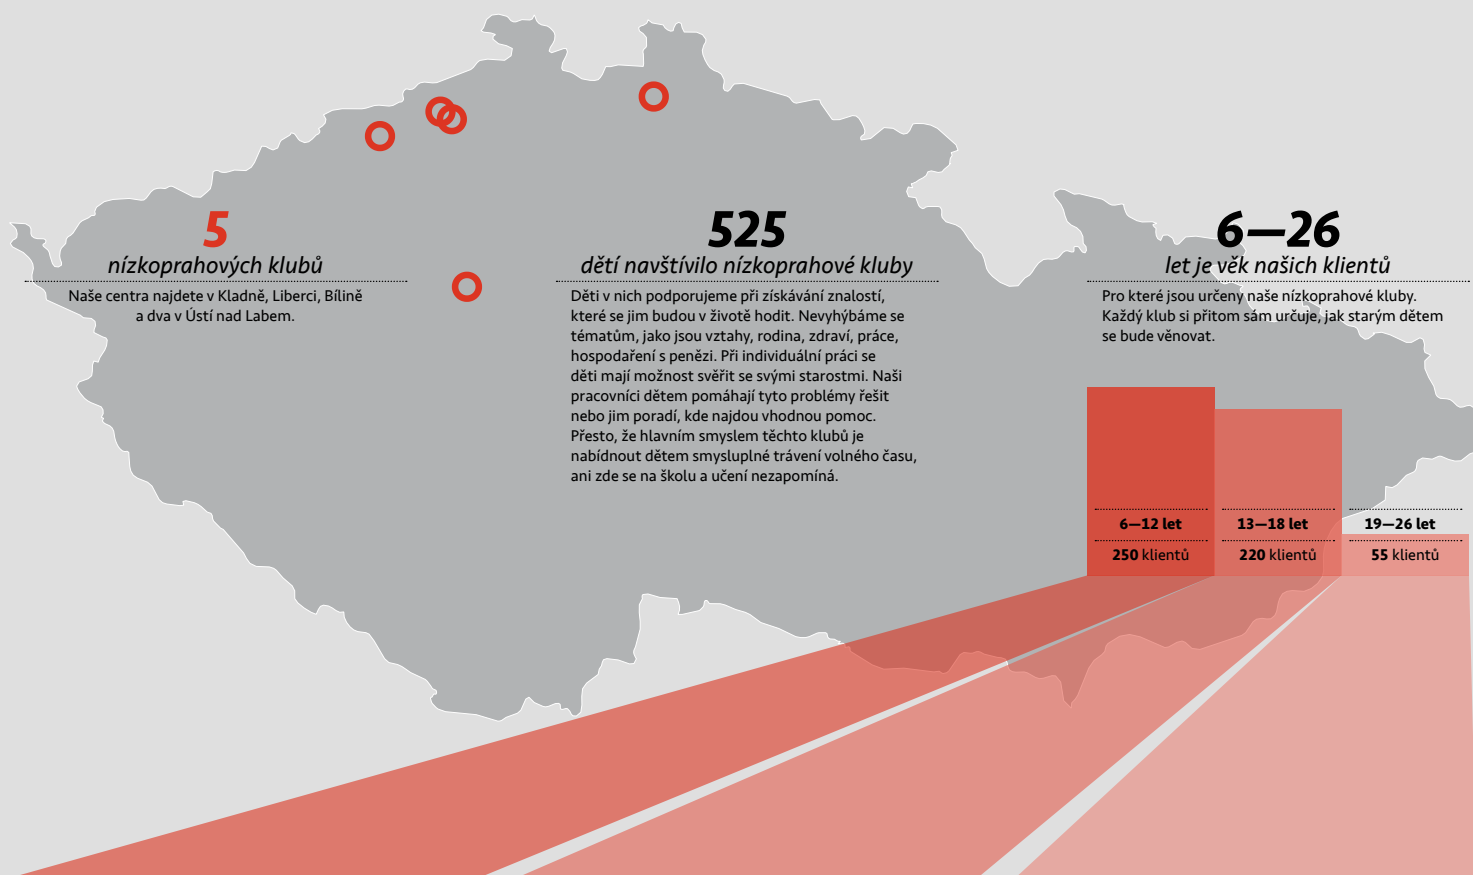 5
nízkoprahových klubů
Naše centra najdete v Kladně, Liberci, Bílině
a dva v Ústí nad Labem.
525
dětí navštívilo nízkoprahové kluby
Děti v nich podporujeme při získávání znalostí,
které se jim budou v životě hodit. Nevyhýbáme se
tématům, jako jsou vztahy, rodina, zdraví, práce,
hospodaření s penězi. Při individuální práci se
děti mají možnost svěřit se svými starostmi. Naši
pracovníci dětem pomáhají tyto problémy řešit
nebo jim poradí, kde najdou vhodnou pomoc.
Přesto, že hlavním smyslem těchto klubů je
nabídnout dětem smysluplné trávení volného času,
ani zde se na školu a učení nezapomíná.
6—26
let je věk našich klientů
Pro které jsou určeny naše nízkoprahové kluby.
Každý klub si přitom sám určuje, jak starým dětem
se bude věnovat.
6—12 let
250 klientů
13—18 let
220 klientů
19—26 let
55 klientů